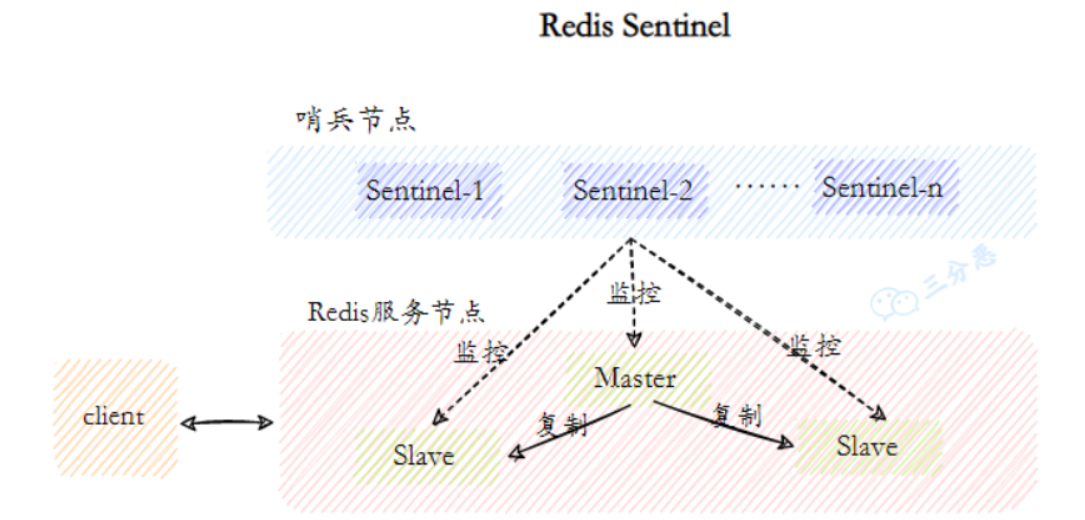 Redis Sentinel
哨兵节点
Sentinel-1
Sentinel-2
······
Sentinel-n
三分恶
监控
Redis服务节点
监控
监控
Master
client
复制
复制
Slave
Slave